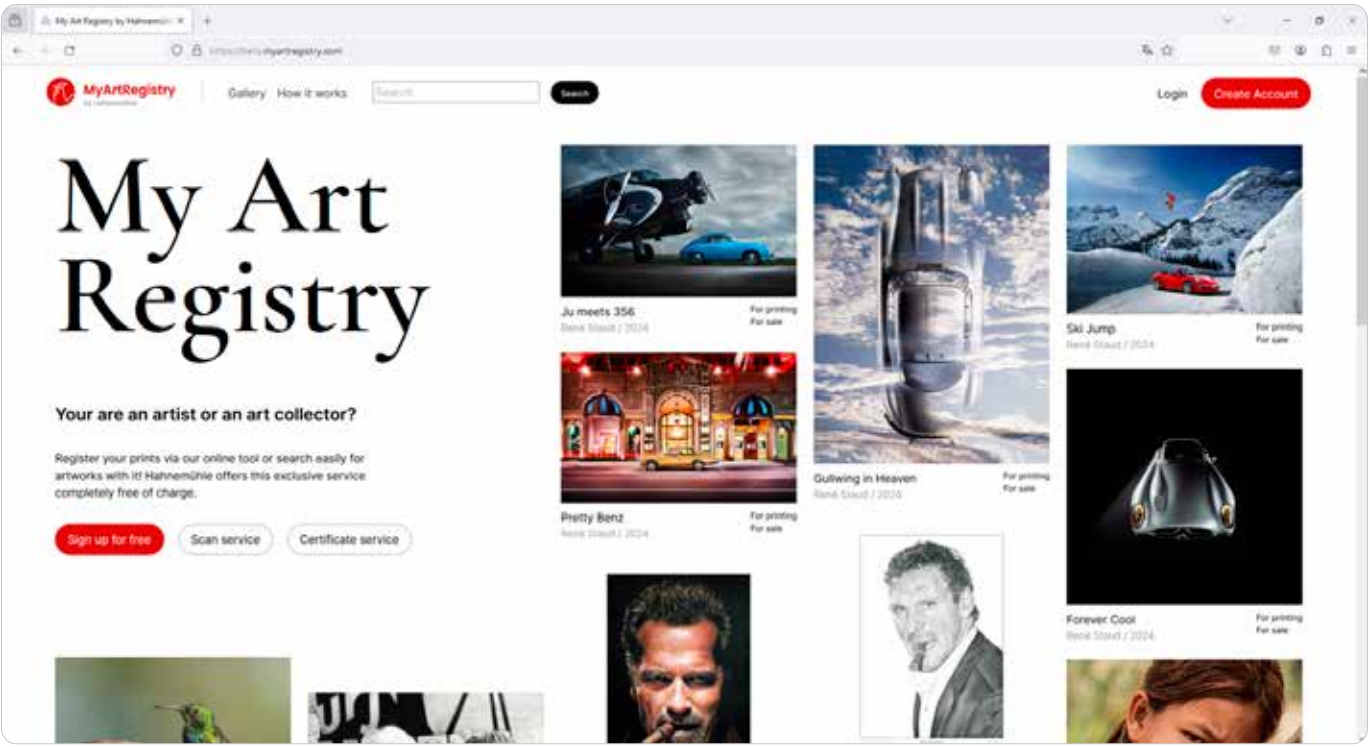 My Art Registry by Hahnemühle
myartregistry.com
MyArtRegistry
Gallery
How it works
Search
Search
Login
Create Account
My Art
Registry
Your are an artist or an art collector?
Register your prints via our online tool or search easily for
artworks with it! Hahnemühle offers this exclusive service
completely free of charge.
Sign up for free
Scan service
Certificate service
Ju meets 356
For printing
René Staud / 2024
For sale
Pretty Benz
For printing
René Staud / 2024
For sale
Gullwing in Heaven
For printing
René Staud / 2024
For sale
Ski Jump
For printing
René Staud / 2024
For sale
Forever Cool
For printing
René Staud / 2024
For sale